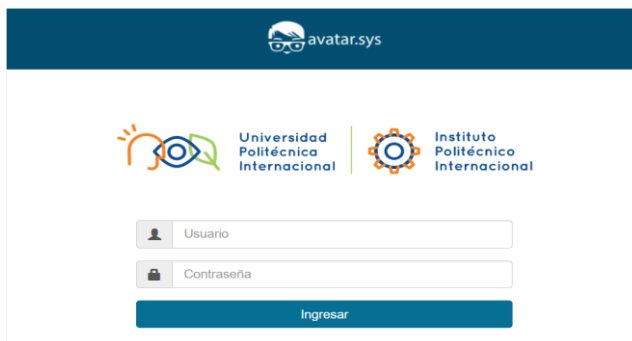 avatar.sys
Universidad
Politécnica
Internacional
Instituto
Politécnico
Internacional
Usuario
Contraseña
Ingresar